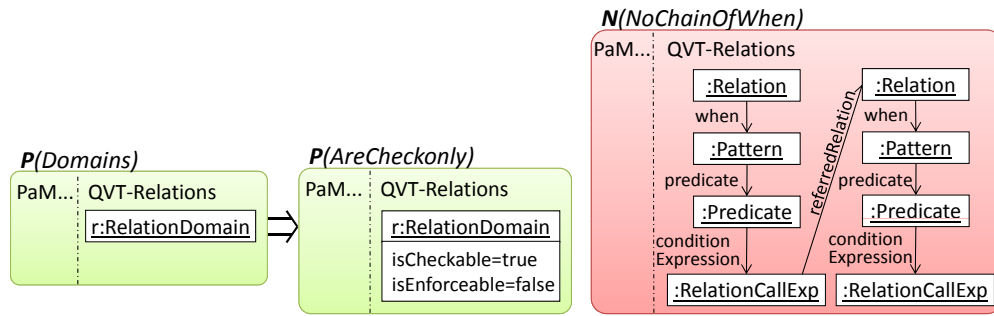 P(Domains)
PaM... QVT-Relations
r:RelationDomain
P(AreCheckonly)
PaM... QVT-Relations
r:RelationDomain
isCheckable=true
isEnforceable=false
N(NoChainOfWhen)
PaM... QVT-Relations
:Relation
when
:Pattern
predicate
:Predicate
condition
Expression
:RelationCallExp
referredRelation
:Relation
when
:Pattern
predicate
:Predicate
condition
Expression
:RelationCallExp